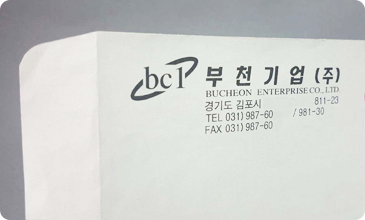 bc1 부천기업(주)
BUCHEON ENTERPRISE CO., LTD.
경기도 김포시 811-23
TEL 031) 987-60 / 981-30
FAX 031) 987-60